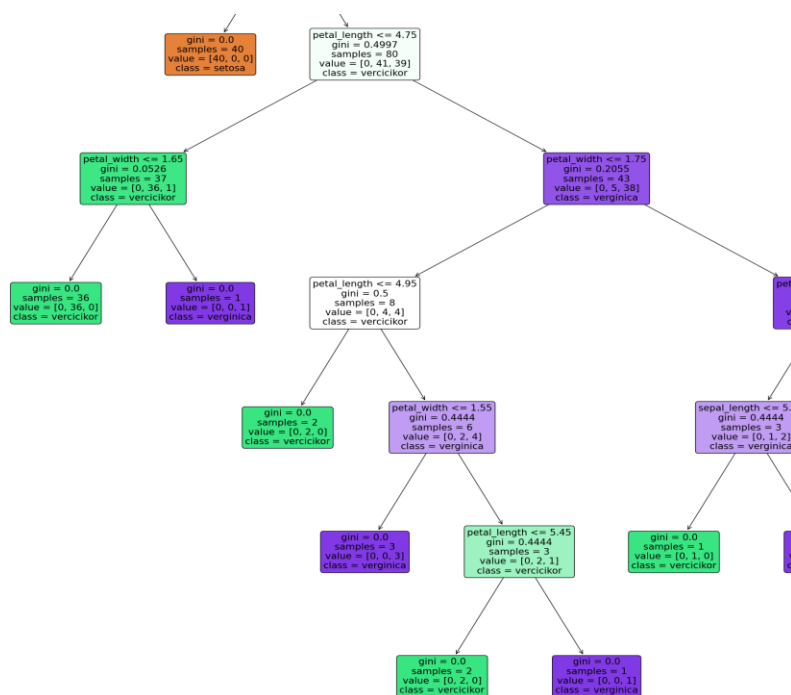 gini = 0.0
samples = 40
value = [40, 0, 0]
class = setosa
petal_length <= 4.75
gini = 0.4997
samples = 80
value = [0, 41, 39]
class = vercicikor
petal_width <= 1.65
gini = 0.0526
samples = 37
value = [0, 36, 1]
class = vercicikor
petal_width <= 1.75
gini = 0.2055
samples = 43
value = [0, 5, 38]
class = verginica
gini = 0.0
samples = 36
value = [0, 36, 0]
class = vercicikor
gini = 0.0
samples = 1
value = [0, 0, 1]
class = verginica
petal_length <= 4.95
gini = 0.5
samples = 8
value = [0, 4, 4]
class = vercicikor
gini = 0.0
samples = 2
value = [0, 2, 0]
class = vercicikor
petal_width <= 1.55
gini = 0.4444
samples = 6
value = [0, 2, 4]
class = verginica
sepal_length <= 5.
gini = 0.4444
samples = 3
value = [0, 1, 2]
class = verginica
gini = 0.0
samples = 3
value = [0, 0, 3]
class = verginica
petal_length <= 5.45
gini = 0.4444
samples = 3
value = [0, 2, 1]
class = vercicikor
gini = 0.0
samples = 1
value = [0, 1, 0]
class = vercicikor
gini = 0.0
samples = 2
value = [0, 2, 0]
class = vercicikor
gini = 0.0
samples = 1
value = [0, 0, 1]
class = verginica